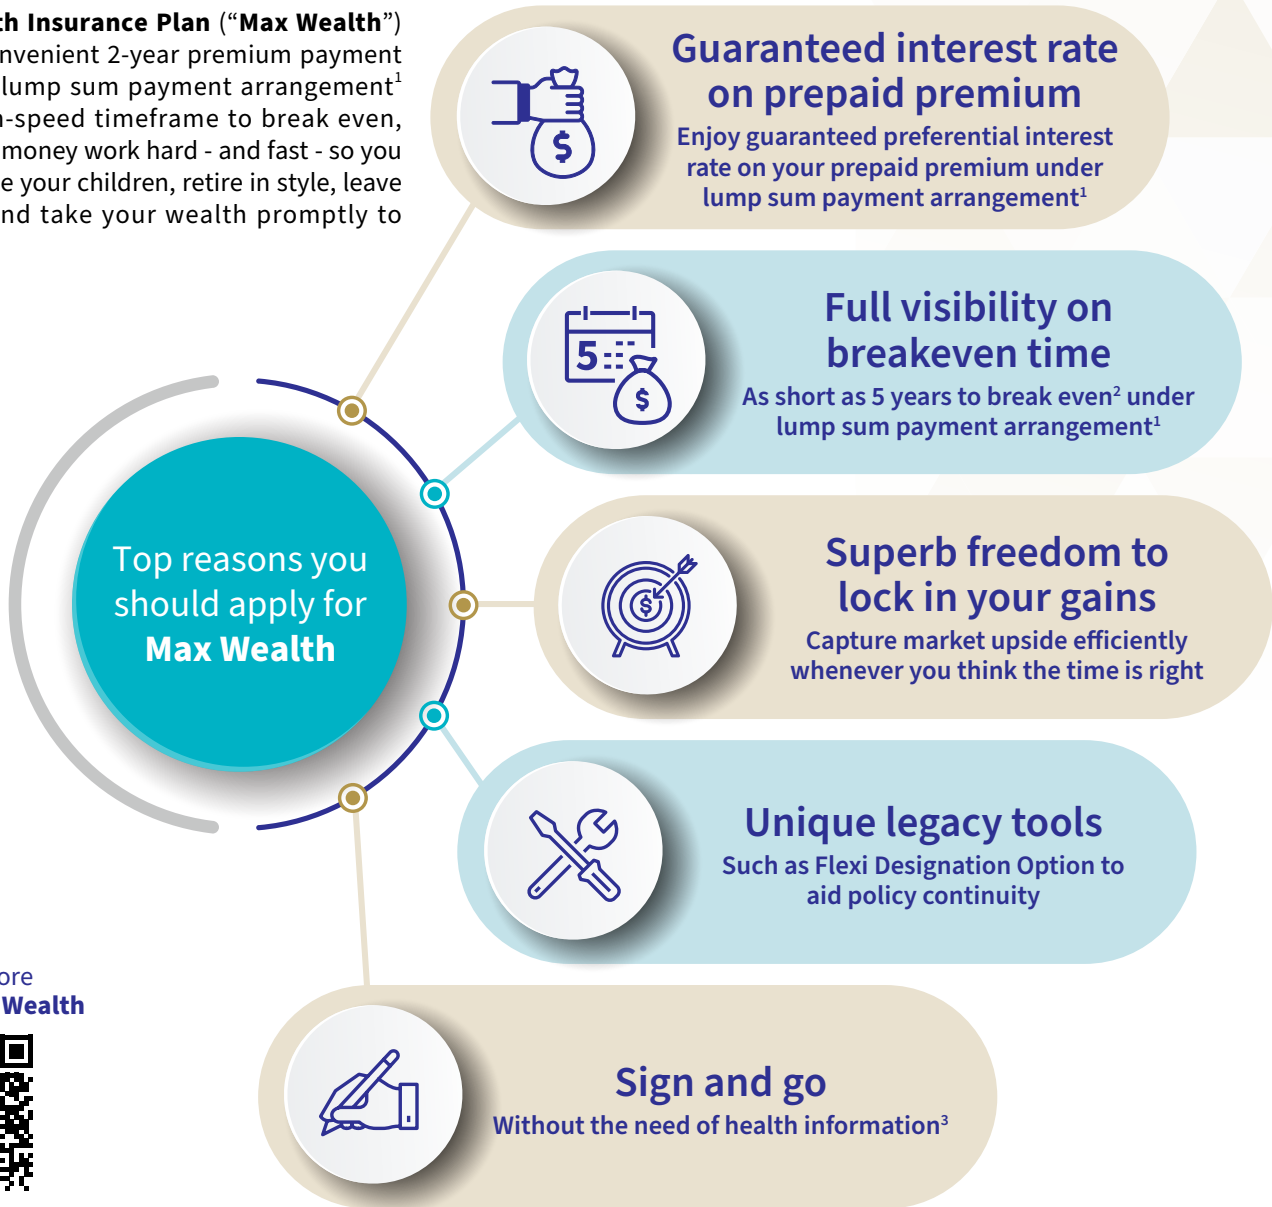 th Insurance Plan (“Max Wealth”)
nvenient 2-year premium payment
lump sum payment arrangement1
-speed timeframe to break even,
money work hard - and fast - so you
e your children, retire in style, leave
nd take your wealth promptly to
Guaranteed interest rate
on prepaid premium
Enjoy guaranteed preferential interest
rate on your prepaid premium under
lump sum payment arrangement1
Full visibility on
breakeven time
As short as 5 years to break even2 under
lump sum payment arrangement1
5
$
$
Top reasons you
should apply for
Max Wealth
Superb freedom to
lock in your gains
Capture market upside efficiently
whenever you think the time is right
$
Unique legacy tools
Such as Flexi Designation Option to
aid policy continuity
ore
Wealth
Sign and go
Without the need of health information3